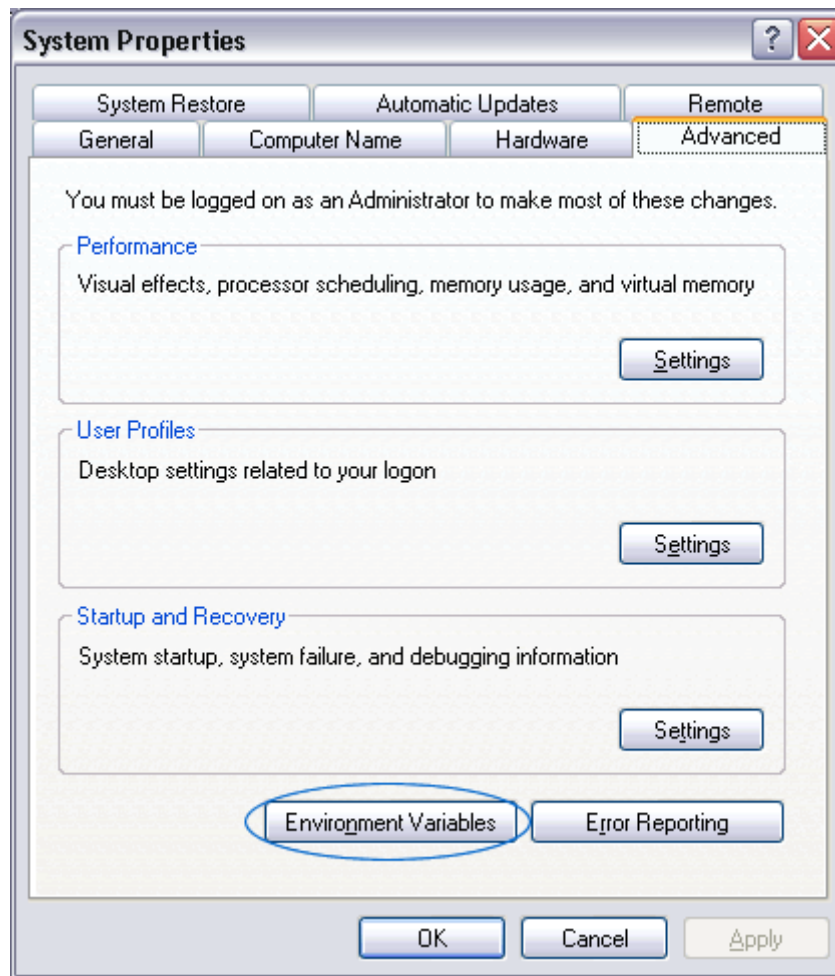 System Properties
System Restore
Automatic Updates
Remote
General
Computer Name
Hardware
Advanced
You must be logged on as an Administrator to make most of these changes.
Performance
Visual effects, processor scheduling, memory usage, and virtual memory
Settings
User Profiles
Desktop settings related to your logon
Settings
Startup and Recovery
System startup, system failure, and debugging information
Settings
Environment Variables
Error Reporting
OK
Cancel
Apply